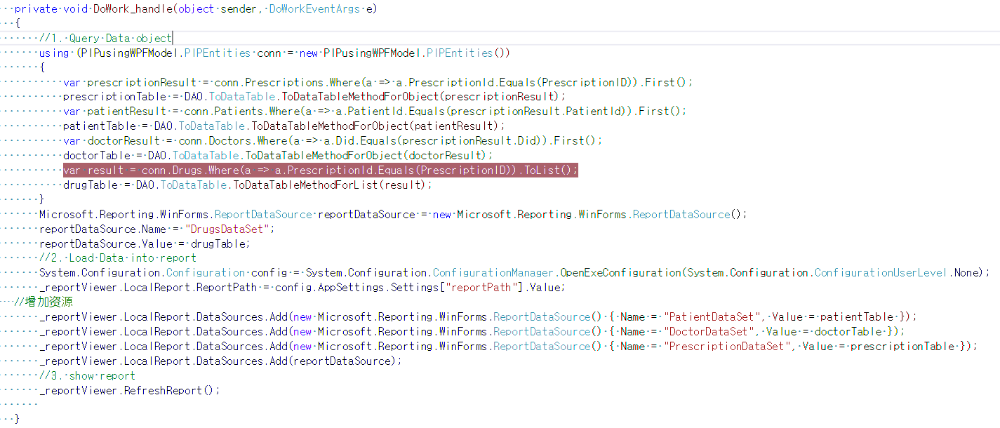 private void DoWork_handle(object sender, DoWorkEventArgs e)
{
//1. Query Data object
using (PIPusingWPFModel.PIPEntities conn = new PIPusingWPFModel.PIPEntities())
{
var prescriptionResult = conn.Prescriptions.Where(a => a.PrescriptionId.Equals(PrescriptionID)).First();
prescriptionTable = DAO.ToDataTable.ToDataTableMethodForObject(prescriptionResult);
var patientResult = conn.Patients.Where(a => a.PatientId.Equals(prescriptionResult.PatientId)).First();
patientTable = DAO.ToDataTable.ToDataTableMethodForObject(patientResult);
var doctorResult = conn.Doctors.Where(a => a.Did.Equals(prescriptionResult.Did)).First();
doctorTable = DAO.ToDataTable.ToDataTableMethodForObject(doctorResult);
var result = conn.Drugs.Where(a => a.PrescriptionId.Equals(PrescriptionID)).ToList();
drugTable = DAO.ToDataTable.ToDataTableMethodForList(result);
}
Microsoft.Reporting.WinForms.ReportDataSource reportDataSource = new Microsoft.Reporting.WinForms.ReportDataSource();
reportDataSource.Name = "DrugsDataSet";
reportDataSource.Value = drugTable;
//2. Load Data into report
System.Configuration.Configuration config = System.Configuration.ConfigurationManager.OpenExeConfiguration(System.Configuration.ConfigurationUserLevel.None);
_reportViewer.LocalReport.ReportPath = config.AppSettings.Settings["reportPath"].Value;
//增加资源
_reportViewer.LocalReport.DataSources.Add(new Microsoft.Reporting.WinForms.ReportDataSource() { Name = "PatientDataSet", Value = patientTable });
_reportViewer.LocalReport.DataSources.Add(new Microsoft.Reporting.WinForms.ReportDataSource() { Name = "DoctorDataSet", Value = doctorTable });
_reportViewer.LocalReport.DataSources.Add(new Microsoft.Reporting.WinForms.ReportDataSource() { Name = "PrescriptionDataSet", Value = prescriptionTable });
_reportViewer.LocalReport.DataSources.Add(reportDataSource);
//3. show report
_reportViewer.RefreshReport();
}